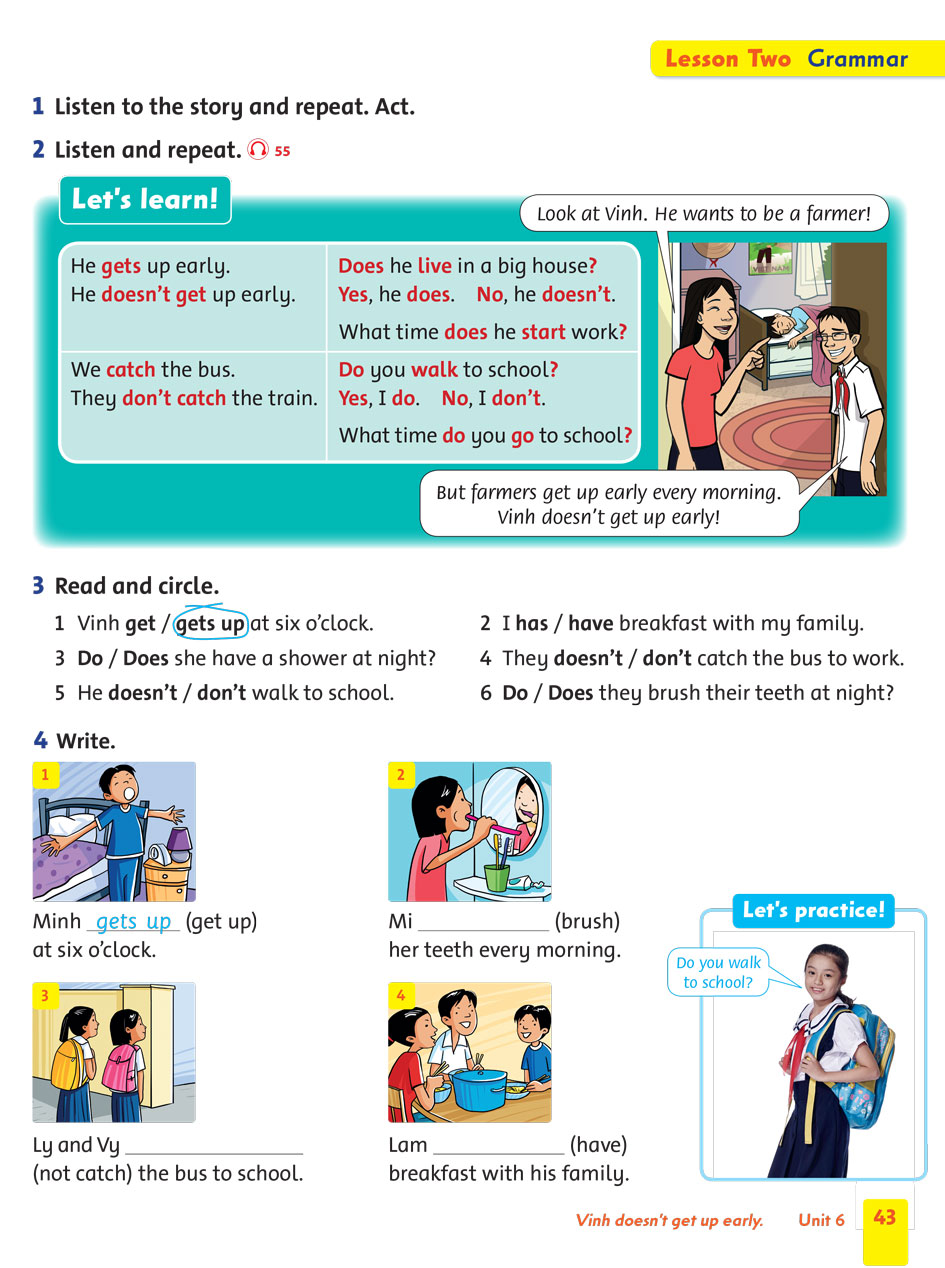 Lesson Two Grammar
1 Listen to the story and repeat. Act.
2 Listen and repeat. 55
Let's learn!
Look at Vinh. He wants to be a farmer!
He gets up early.
He doesn't get up early.
Does he live in a big house?
Yes, he does. No, he doesn't.
What time does he start work?
We catch the bus.
They don't catch the train.
Do you walk to school?
Yes, I do. No, I don't.
What time do you go to school?
VIET NAM
But farmers get up early every morning.
Vinh doesn't get up early!
3 Read and circle.
1 Vinh get / gets up at six o'clock.
2 I has / have breakfast with my family.
3 Do / Does she have a shower at night?
4 They doesn't / don't catch the bus to work.
5 He doesn't / don't walk to school.
6 Do / Does they brush their teeth at night?
4 Write.
1
Minh gets up (get up)
at six o'clock.
2
Mi ____________ (brush)
her teeth every morning.
3
Ly and Vy ________________
(not catch) the bus to school.
4
Lam ____________ (have)
breakfast with his family.
Let's practice!
Do you walk
to school?
Vinh doesn't get up early. Unit 6 43